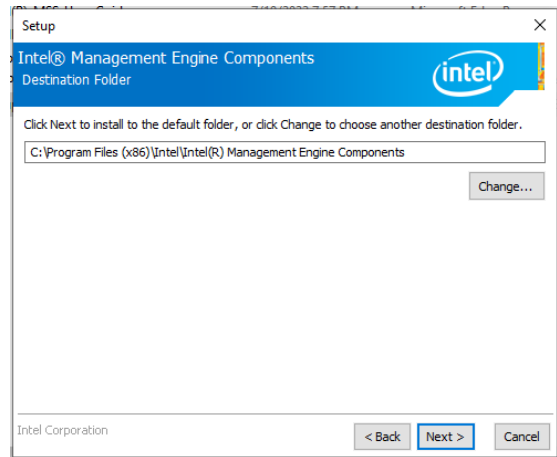 Setup
Intel® Management Engine Components
Destination Folder
intel
Click Next to install to the default folder, or click Change to choose another destination folder.
C:\Program Files (x86)\Intel\Intel(R) Management Engine Components
Change...
Intel Corporation
< Back
Next >
Cancel